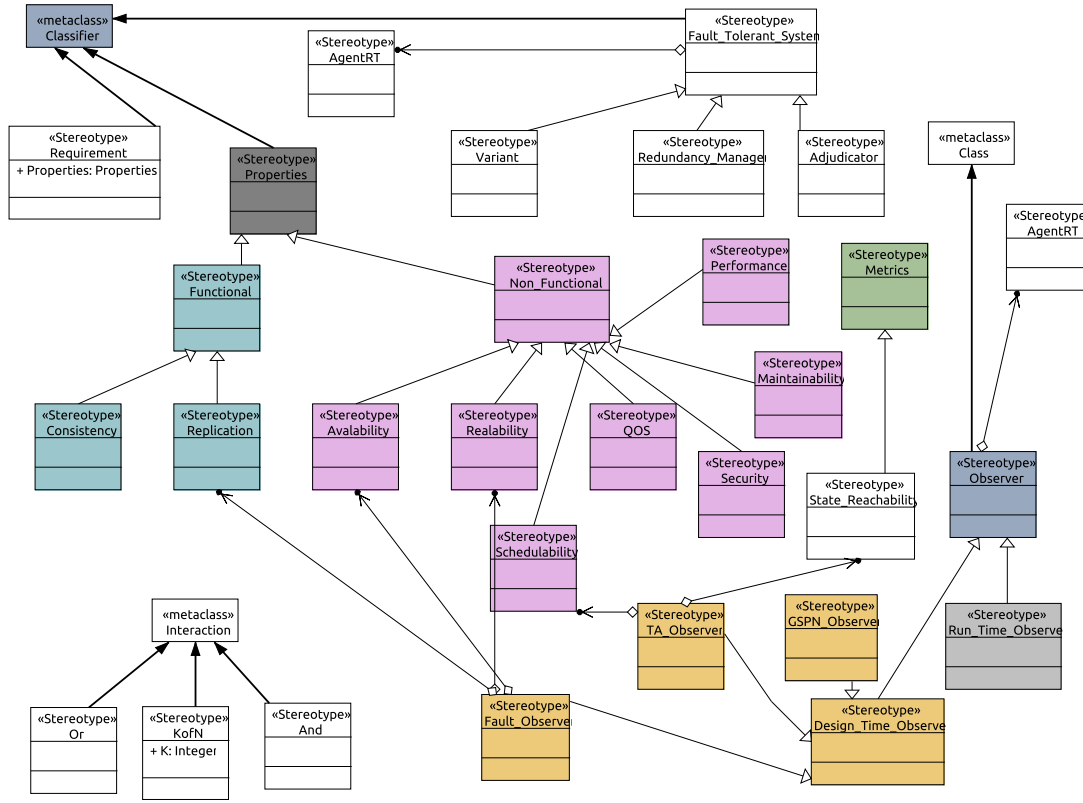 «metaclass»
Classifier
«Stereotype»
AgentRT
«Stereotype»
Fault_Tolerant_System
«Stereotype»
Requirement
+ Properties: Properties
«Stereotype»
Properties
«Stereotype»
Variant
«Stereotype»
Redundancy_Manager
«Stereotype»
Adjudicator
«metaclass»
Class
«Stereotype»
AgentRT
«Stereotype»
Functional
«Stereotype»
Non_Functional
«Stereotype»
Performance
«Stereotype»
Metrics
«Stereotype»
Maintainability
«Stereotype»
Consistency
«Stereotype»
Replication
«Stereotype»
Avalability
«Stereotype»
Realability
«Stereotype»
QOS
«Stereotype»
Security
«Stereotype»
State_Reachability
«Stereotype»
Observer
«Stereotype»
Schedulability
«metaclass»
Interaction
«Stereotype»
TA_Observer
«Stereotype»
GSPN_Observer
«Stereotype»
Run_Time_Observe
«Stereotype»
Or
«Stereotype»
KofN
+ K: Integer
«Stereotype»
And
«Stereotype»
Fault_Observer
«Stereotype»
Design_Time_Observe